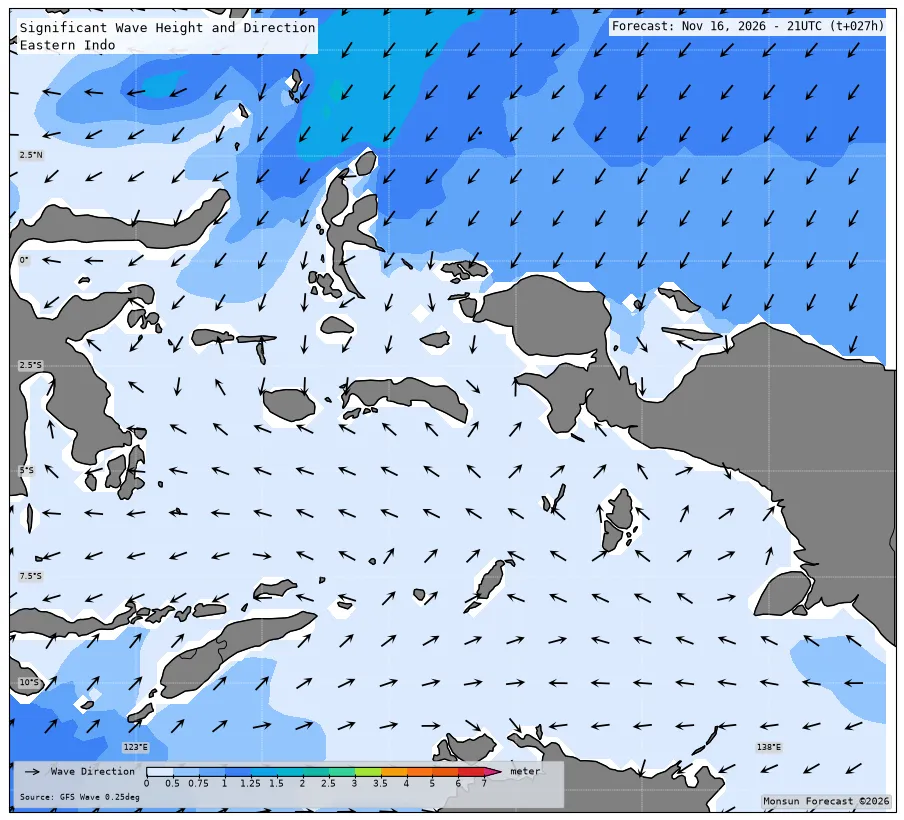 Significant Wave Height and Direction
Eastern Indo
Forecast: Nov 16, 2026 - 21UTC (t+027h)
2.5°N
0°
2.5°S
5°S
7.5°S
10°S
123°E
138°E
Wave Direction
meter
0 0.5 0.75 1 1.25 1.5 2 2.5 3 3.5 4 5 6 7
Source: GFS Wave 0.25deg
Monsun Forecast ©2026